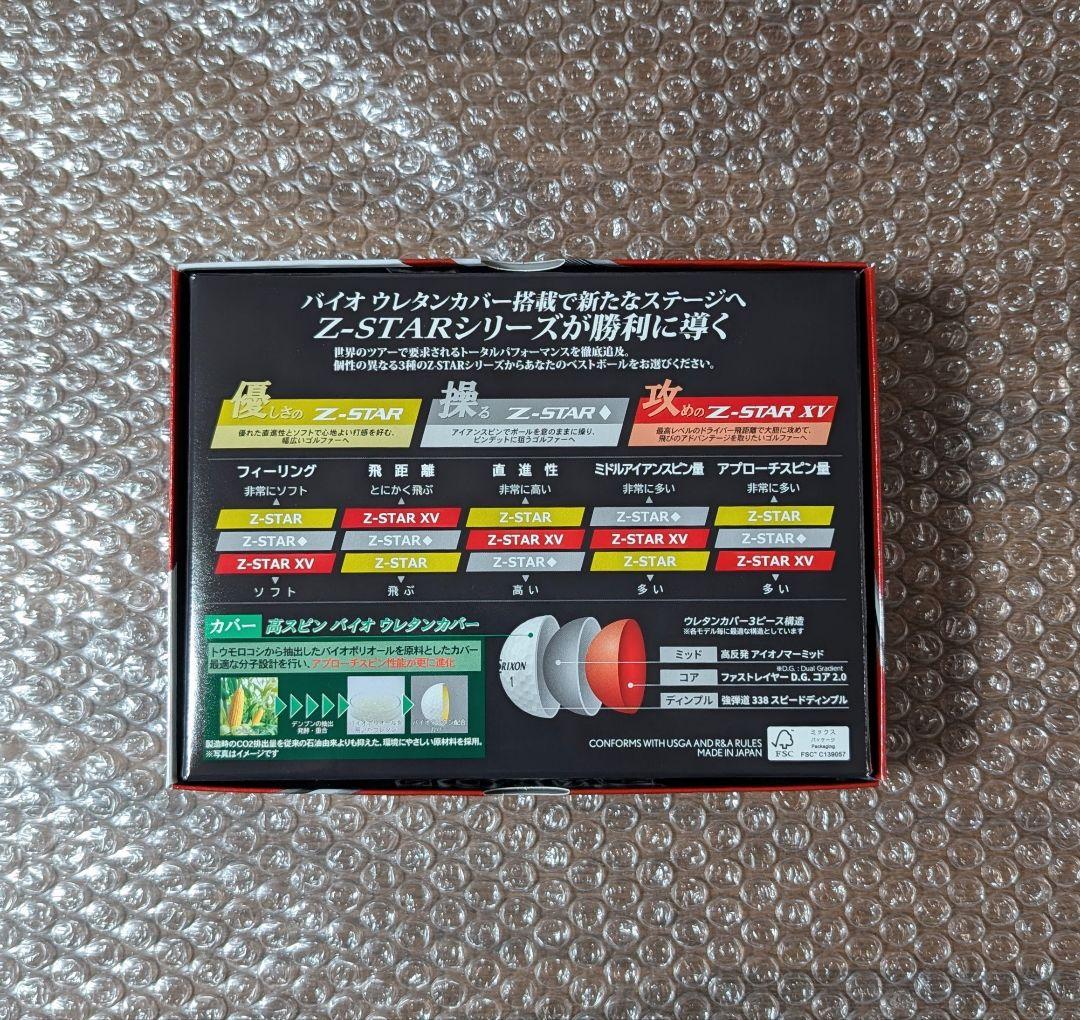 バイオ ウレタンカバー搭載で新たなステージへ
Z-STARシリーズが勝利に導く
世界のツアーで要求されるトータルパフォーマンスを徹底追及。
個性の異なる3種のZ-STARシリーズからあなたのベストボールをお選びください。
優しさの Z-STAR
優れた直進性とソフトで心地よい打感を好む、
幅広いゴルファーへ
操る Z-STAR♦
アイアンスピンでボールを意のままに操り、
ピンデッドに狙うゴルファーへ
攻めの Z-STAR XV
最高レベルのドライバー飛距離で大胆に攻めて、
飛びのアドバンテージを取りたいゴルファーへ
フィーリング 飛距離 直進性 ミドルアイアンスピン量 アプローチスピン量
非常にソフト とにかく飛ぶ 非常に高い 非常に多い 非常に多い
Z-STAR Z-STAR XV Z-STAR Z-STAR♦ Z-STAR
Z-STAR♦ Z-STAR♦ Z-STAR XV Z-STAR XV Z-STAR♦
Z-STAR XV Z-STAR Z-STAR♦ Z-STAR Z-STAR XV
ソフト 飛ぶ 高い 多い 多い
カバー 高スピン バイオ ウレタンカバー
トウモロコシから抽出したバイオポリオールを原料としたカバー
最適な分子設計を行い、アプローチスピン性能が更に進化
デンプンの抽出
発酵・重合
製造時のCO2排出量を従来の石油由来よりも抑えた、環境にやさしい原材料を採用。
※写真はイメージです
RIXON
1
ウレタンカバー3ピース構造
※各モデル毎に最適な構造としています
ミッド 高反発 アイオノマーミッド
※D.G. : Dual Gradient
コア ファストレイヤー D.G. コア 2.0
ディンプル 強弾道 338 スピードディンプル
CONFORMS WITH USGA AND R&A RULES
MADE IN JAPAN
FSC
ミックス
パッケージ
Packaging
FSC™ C139057